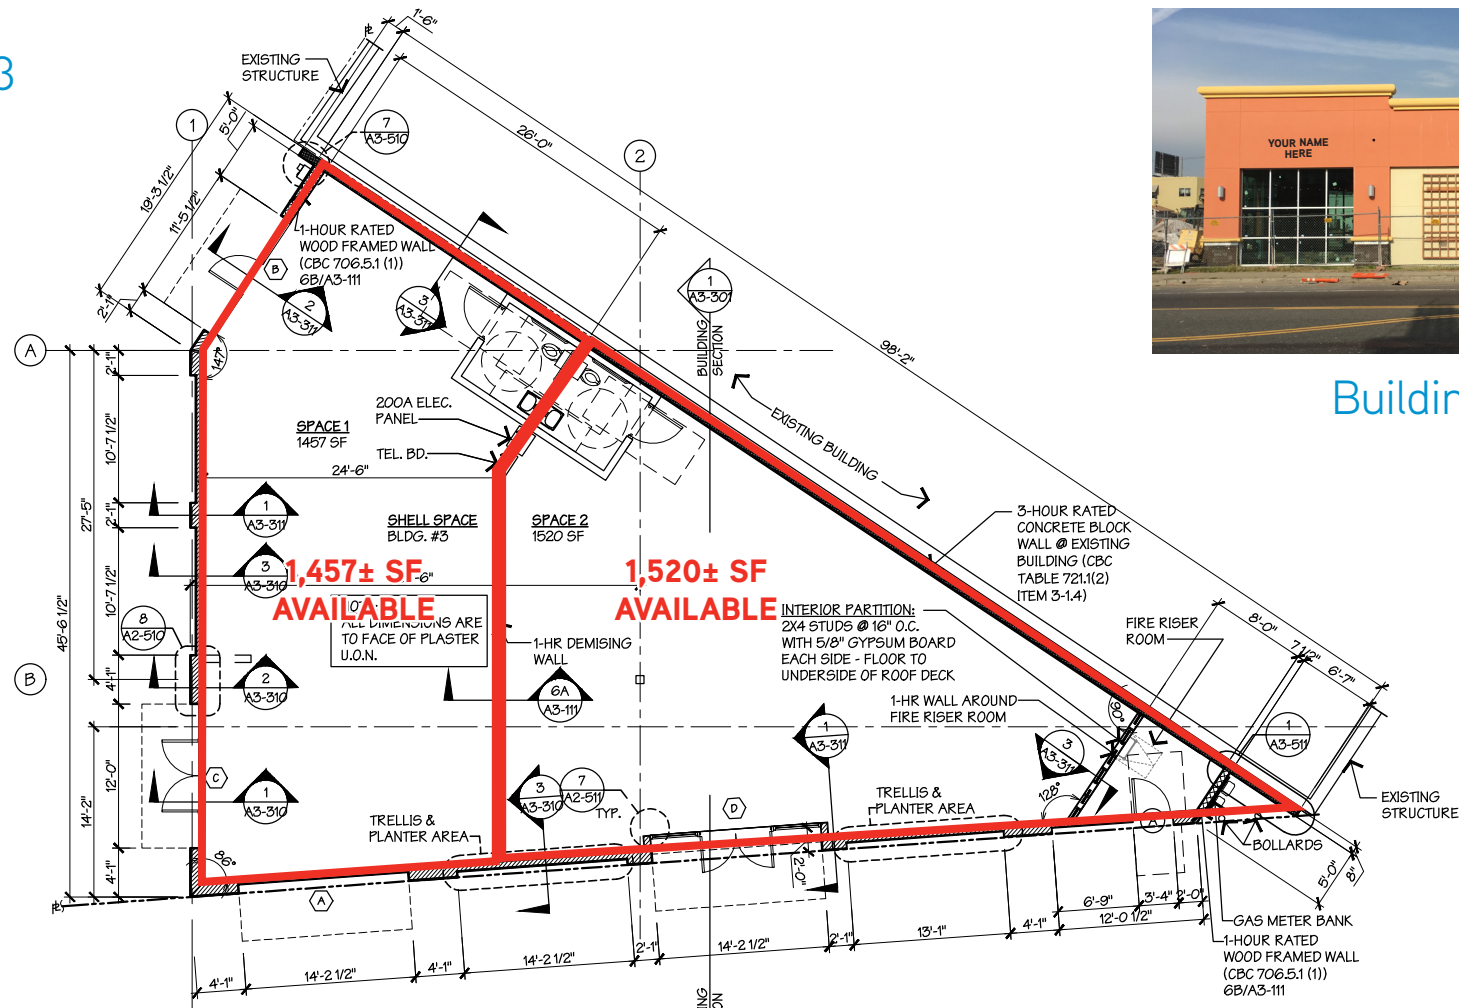 3
EXISTING
STRUCTURE
1'-6"
1
7
A3-510
2
26'-0"
5'-0"
19'-3 1/2"
11'-5 1/2"
2'-1"
YOUR NAME
HERE
Buildin
1-HOUR RATED
WOOD FRAMED WALL
(CBC 706.5.1 (1))
6B/A3-111
B
2
A3-311
3
A3-311
1
A3-301
BUILDING
SECTION
98'-2"
EXISTING BUILDING
A
147°
2'-1"
10'-7 1/2"
2'-1"
10'-7 1/2"
4'-1"
12'-0"
4'-1"
27'-5"
14'-2"
45'-6 1/2"
200A ELEC.
PANEL
TEL. BD.
SPACE 1
1457 SF
24'-6"
1
A3-311
SHELL SPACE
BLDG. #3
SPACE 2
1520 SF
3
A3-310
1,457± SF
AVAILABLE
-6"
1,520± SF
AVAILABLE
ALL DIMENSIONS ARE
TO FACE OF PLASTER
U.O.N.
3-HOUR RATED
CONCRETE BLOCK
WALL @ EXISTING
BUILDING (CBC
TABLE 721.1(2)
ITEM 3-1.4)
INTERIOR PARTITION:
2X4 STUDS @ 16" O.C.
WITH 5/8" GYPSUM BOARD
EACH SIDE - FLOOR TO
UNDERSIDE OF ROOF DECK
FIRE RISER
ROOM
8'-0"
7 1/2"
6'-7"
8
A2-510
1-HR DEMISING
WALL
B
2
A3-310
6A
A3-111
1-HR WALL AROUND
FIRE RISER ROOM
60°
1
A3-311
3
A3-311
1
A3-511
C
1
A3-310
3
A3-310
7
A2-511
TYP.
D
128°
TRELLIS &
PLANTER AREA
TRELLIS &
PLANTER AREA
EXISTING
STRUCTURE
A
BOLLARDS
86°
2'-0"
5'-0"
8"
A
6'-9"
3'-4"
2'-0"
12'-0 1/2"
GAS METER BANK
1-HOUR RATED
WOOD FRAMED WALL
(CBC 706.5.1 (1))
6B/A3-111
4'-1"
14'-2 1/2"
4'-1"
14'-2 1/2"
2'-1"
14'-2 1/2"
2'-1"
13'-1"
4'-1"